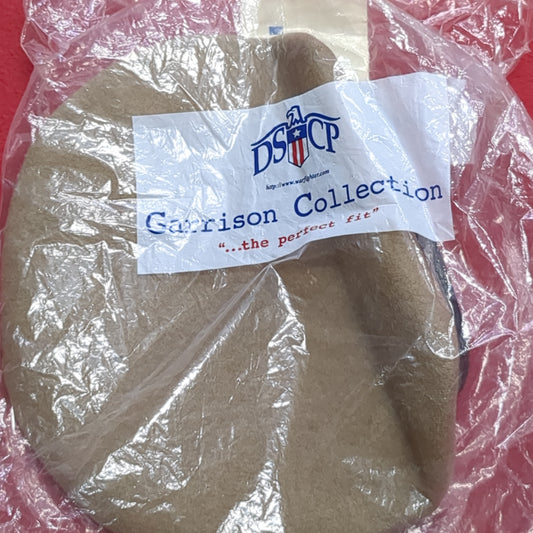 DSCP
http://www.warfighter.com
Garrison Collection
"...the perfect fit"